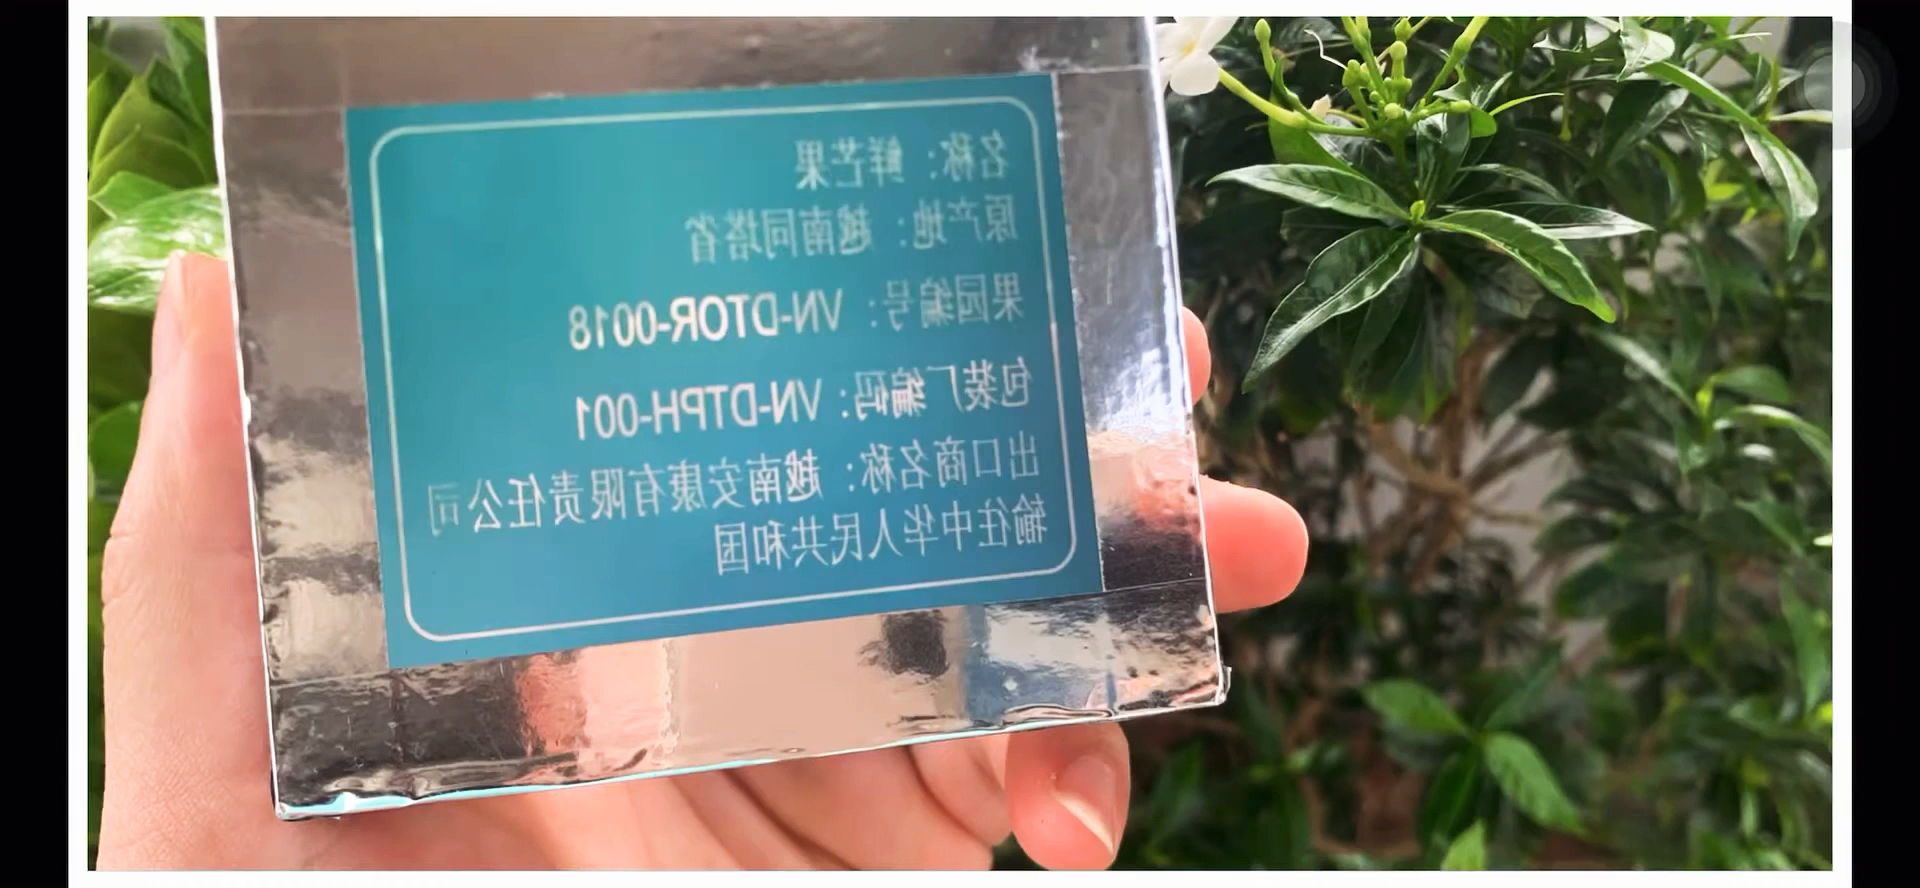 名称：鲜芒果
原产地：越南同塔省
果园编号：VN-DTOR-0018
包装厂编码：VN-DTPH-001
出口商名称：越南安康有限责任公司
输往中华人民共和国